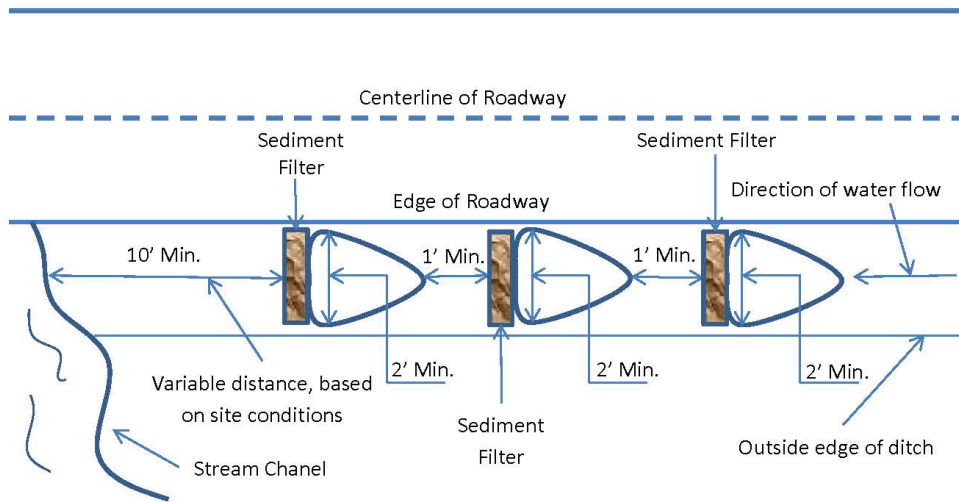 Centerline of Roadway
Sediment
Filter
Sediment Filter
Direction of water flow
Edge of Roadway
10’ Min.
1’ Min.
1’ Min.
2’ Min.
2’ Min.
2’ Min.
Variable distance, based
on site conditions
Sediment
Filter
Outside edge of ditch
Stream Chanel